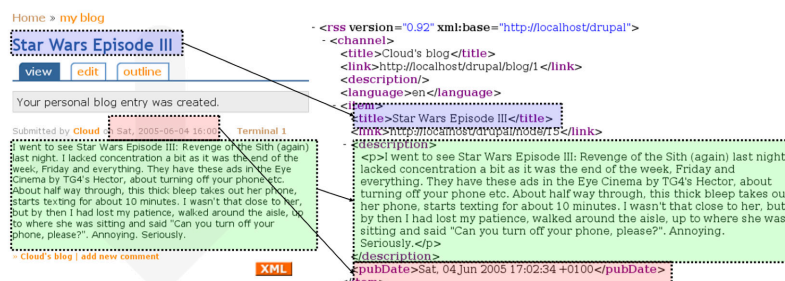 Home » my blog
Star Wars Episode III
view edit outline
Your personal blog entry was created.
Submitted by Cloud on Sat, 2005-06-04 16:00. Terminal 1
I went to see Star Wars Episode III: Revenge of the Sith (again)
last night. I lacked concentration a bit as it was the end of the
week, Friday and everything. They have these ads in the Eye
Cinema by TG4's Hector, about turning off your phone etc.
About half way through, this thick bleep takes out her phone,
starts texting for about 10 minutes. I wasn't that close to her,
but by then I had lost my patience, walked around the aisle, up
to where she was sitting and said "Can you turn off your
phone, please?". Annoying. Seriously.
» Cloud's blog | add new comment
XML
- <rss version="0.92" xml:base="http://localhost/drupal">
- <channel>
<title>Cloud's blog</title>
<link>http://localhost/drupal/blog/1</link>
<description/>
<language>en</language>
- <item>
<title>Star Wars Episode III</title>
<link>http://localhost/drupal/node/15</link>
- <description>
<p>I went to see Star Wars Episode III: Revenge of the Sith (again) last night
lacked concentration a bit as it was the end of the week, Friday and
everything. They have these ads in the Eye Cinema by TG4's Hector, about
turning off your phone etc. About half way through, this thick bleep takes ou
her phone, starts texting for about 10 minutes. I wasn't that close to her, but
by then I had lost my patience, walked around the aisle, up to where she was
sitting and said "Can you turn off your phone, please?". Annoying.
Seriously.</p>
</description>
<pubDate>Sat, 04 Jun 2005 17:02:34 +0100</pubDate>